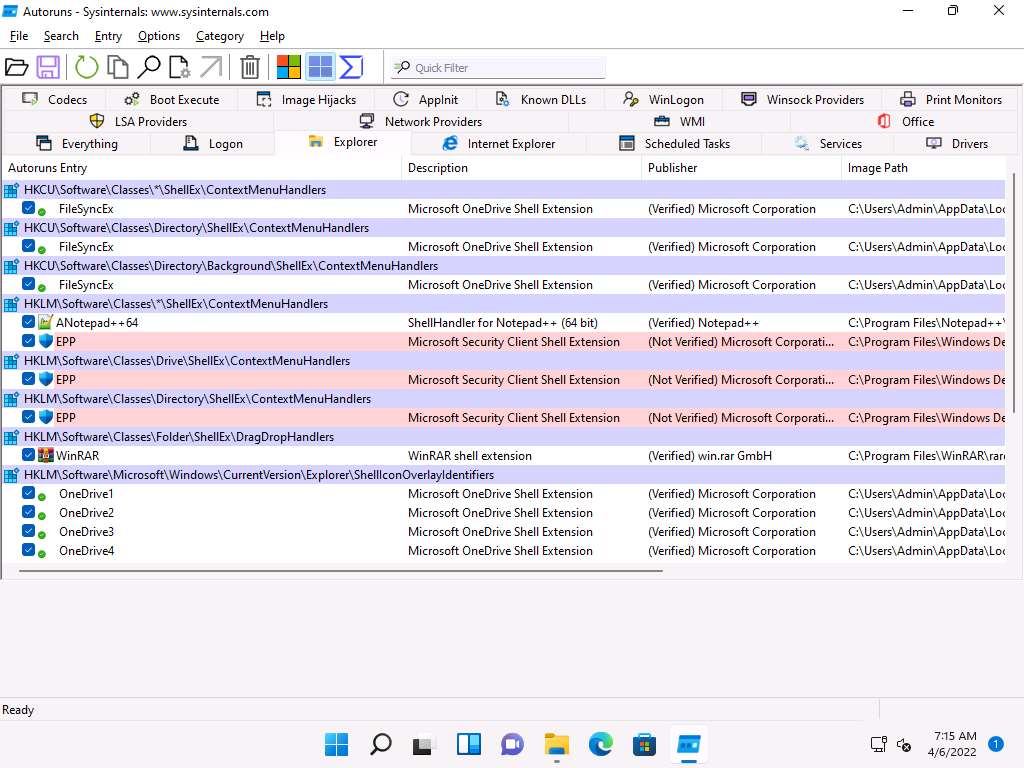 Autoruns - Sysinternals: www.sysinternals.com
File Search Entry Options Category Help
Quick Filter
Codecs Boot Execute Image Hijacks AppInit Known DLLs WinLogon Winsock Providers Print Monitors
LSA Providers Network Providers WMI Office
Everything Logon Explorer Internet Explorer Scheduled Tasks Services Drivers
Autoruns Entry Description Publisher Image Path
HKCU\Software\Classes\*\ShellEx\ContextMenuHandlers
FileSyncEx Microsoft OneDrive Shell Extension (Verified) Microsoft Corporation C:\Users\Admin\AppData\Loc
HKCU\Software\Classes\Directory\ShellEx\ContextMenuHandlers
FileSyncEx Microsoft OneDrive Shell Extension (Verified) Microsoft Corporation C:\Users\Admin\AppData\Loc
HKCU\Software\Classes\Directory\Background\ShellEx\ContextMenuHandlers
FileSyncEx Microsoft OneDrive Shell Extension (Verified) Microsoft Corporation C:\Users\Admin\AppData\Loc
HKLM\Software\Classes\*\ShellEx\ContextMenuHandlers
ANotepad++64 ShellHandler for Notepad++ (64 bit) (Verified) Notepad++ C:\Program Files\Notepad++\
EPP Microsoft Security Client Shell Extension (Not Verified) Microsoft Corporati... C:\Program Files\Windows De
HKLM\Software\Classes\Drive\ShellEx\ContextMenuHandlers
EPP Microsoft Security Client Shell Extension (Not Verified) Microsoft Corporati... C:\Program Files\Windows De
HKLM\Software\Classes\Directory\ShellEx\ContextMenuHandlers
EPP Microsoft Security Client Shell Extension (Not Verified) Microsoft Corporati... C:\Program Files\Windows De
HKLM\Software\Classes\Folder\ShellEx\DragDropHandlers
WinRAR WinRAR shell extension (Verified) win.rar GmbH C:\Program Files\WinRAR\rare
HKLM\Software\Microsoft\Windows\CurrentVersion\Explorer\ShellIconOverlayIdentifiers
OneDrive1 Microsoft OneDrive Shell Extension (Verified) Microsoft Corporation C:\Users\Admin\AppData\Loc
OneDrive2 Microsoft OneDrive Shell Extension (Verified) Microsoft Corporation C:\Users\Admin\AppData\Loc
OneDrive3 Microsoft OneDrive Shell Extension (Verified) Microsoft Corporation C:\Users\Admin\AppData\Loc
OneDrive4 Microsoft OneDrive Shell Extension (Verified) Microsoft Corporation C:\Users\Admin\AppData\Loc
Ready
7:15 AM
4/6/2022
1